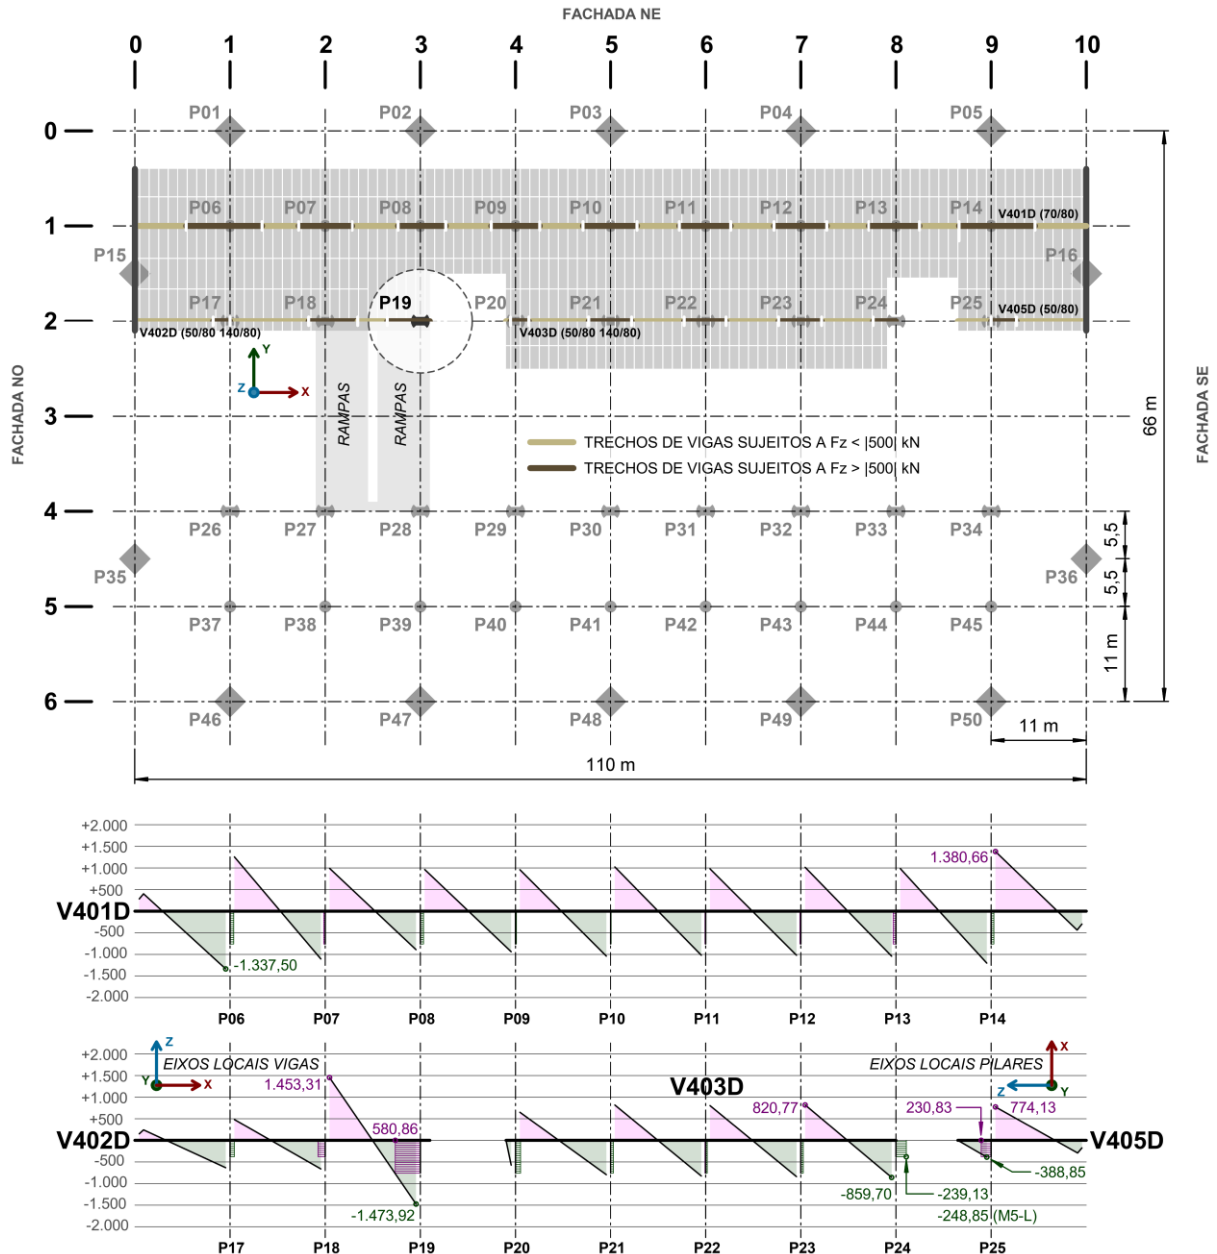 FACHADA NE
0 1 2 3 4 5 6 7 8 9 10
P01 P02 P03 P04 P05
0
P06 P07 P08 P09 P10 P11 P12 P13 P14 V401D (70/80)
1
P15 P16
P17 P18 P19 P20 P21 P22 P23 P24 P25
2
V402D (50/80 140/80) V403D (50/80 140/80) V405D (50/80)
Y
Z X
FACHADA NO
RAMPAS RAMPAS
3
66 m
FACHADA SE
TRECHOS DE VIGAS SUJEITOS A Fz < |500| kN
TRECHOS DE VIGAS SUJEITOS A Fz > |500| kN
4
P26 P27 P28 P29 P30 P31 P32 P33 P34
5,5
P35 P36
5,5
5
P37 P38 P39 P40 P41 P42 P43 P44 P45
11 m
6
P46 P47 P48 P49 P50
11 m
110 m
+2.000
+1.500
1.380,66
+1.000
+500
V401D
-500
-1.000
-1.337,50
-1.500
-2.000
P06 P07 P08 P09 P10 P11 P12 P13 P14
Z
Y X
EIXOS LOCAIS VIGAS
EIXOS LOCAIS PILARES
X
Z Y
+2.000
+1.500
1.453,31
V403D
+1.000
820,77
230,83
774,13
+500
580,86
V402D
V405D
-500
-388,85
-1.000
-859,70
-239,13
-1.500
-1.473,92
-248,85 (M5-L)
-2.000
P17 P18 P19 P20 P21 P22 P23 P24 P25